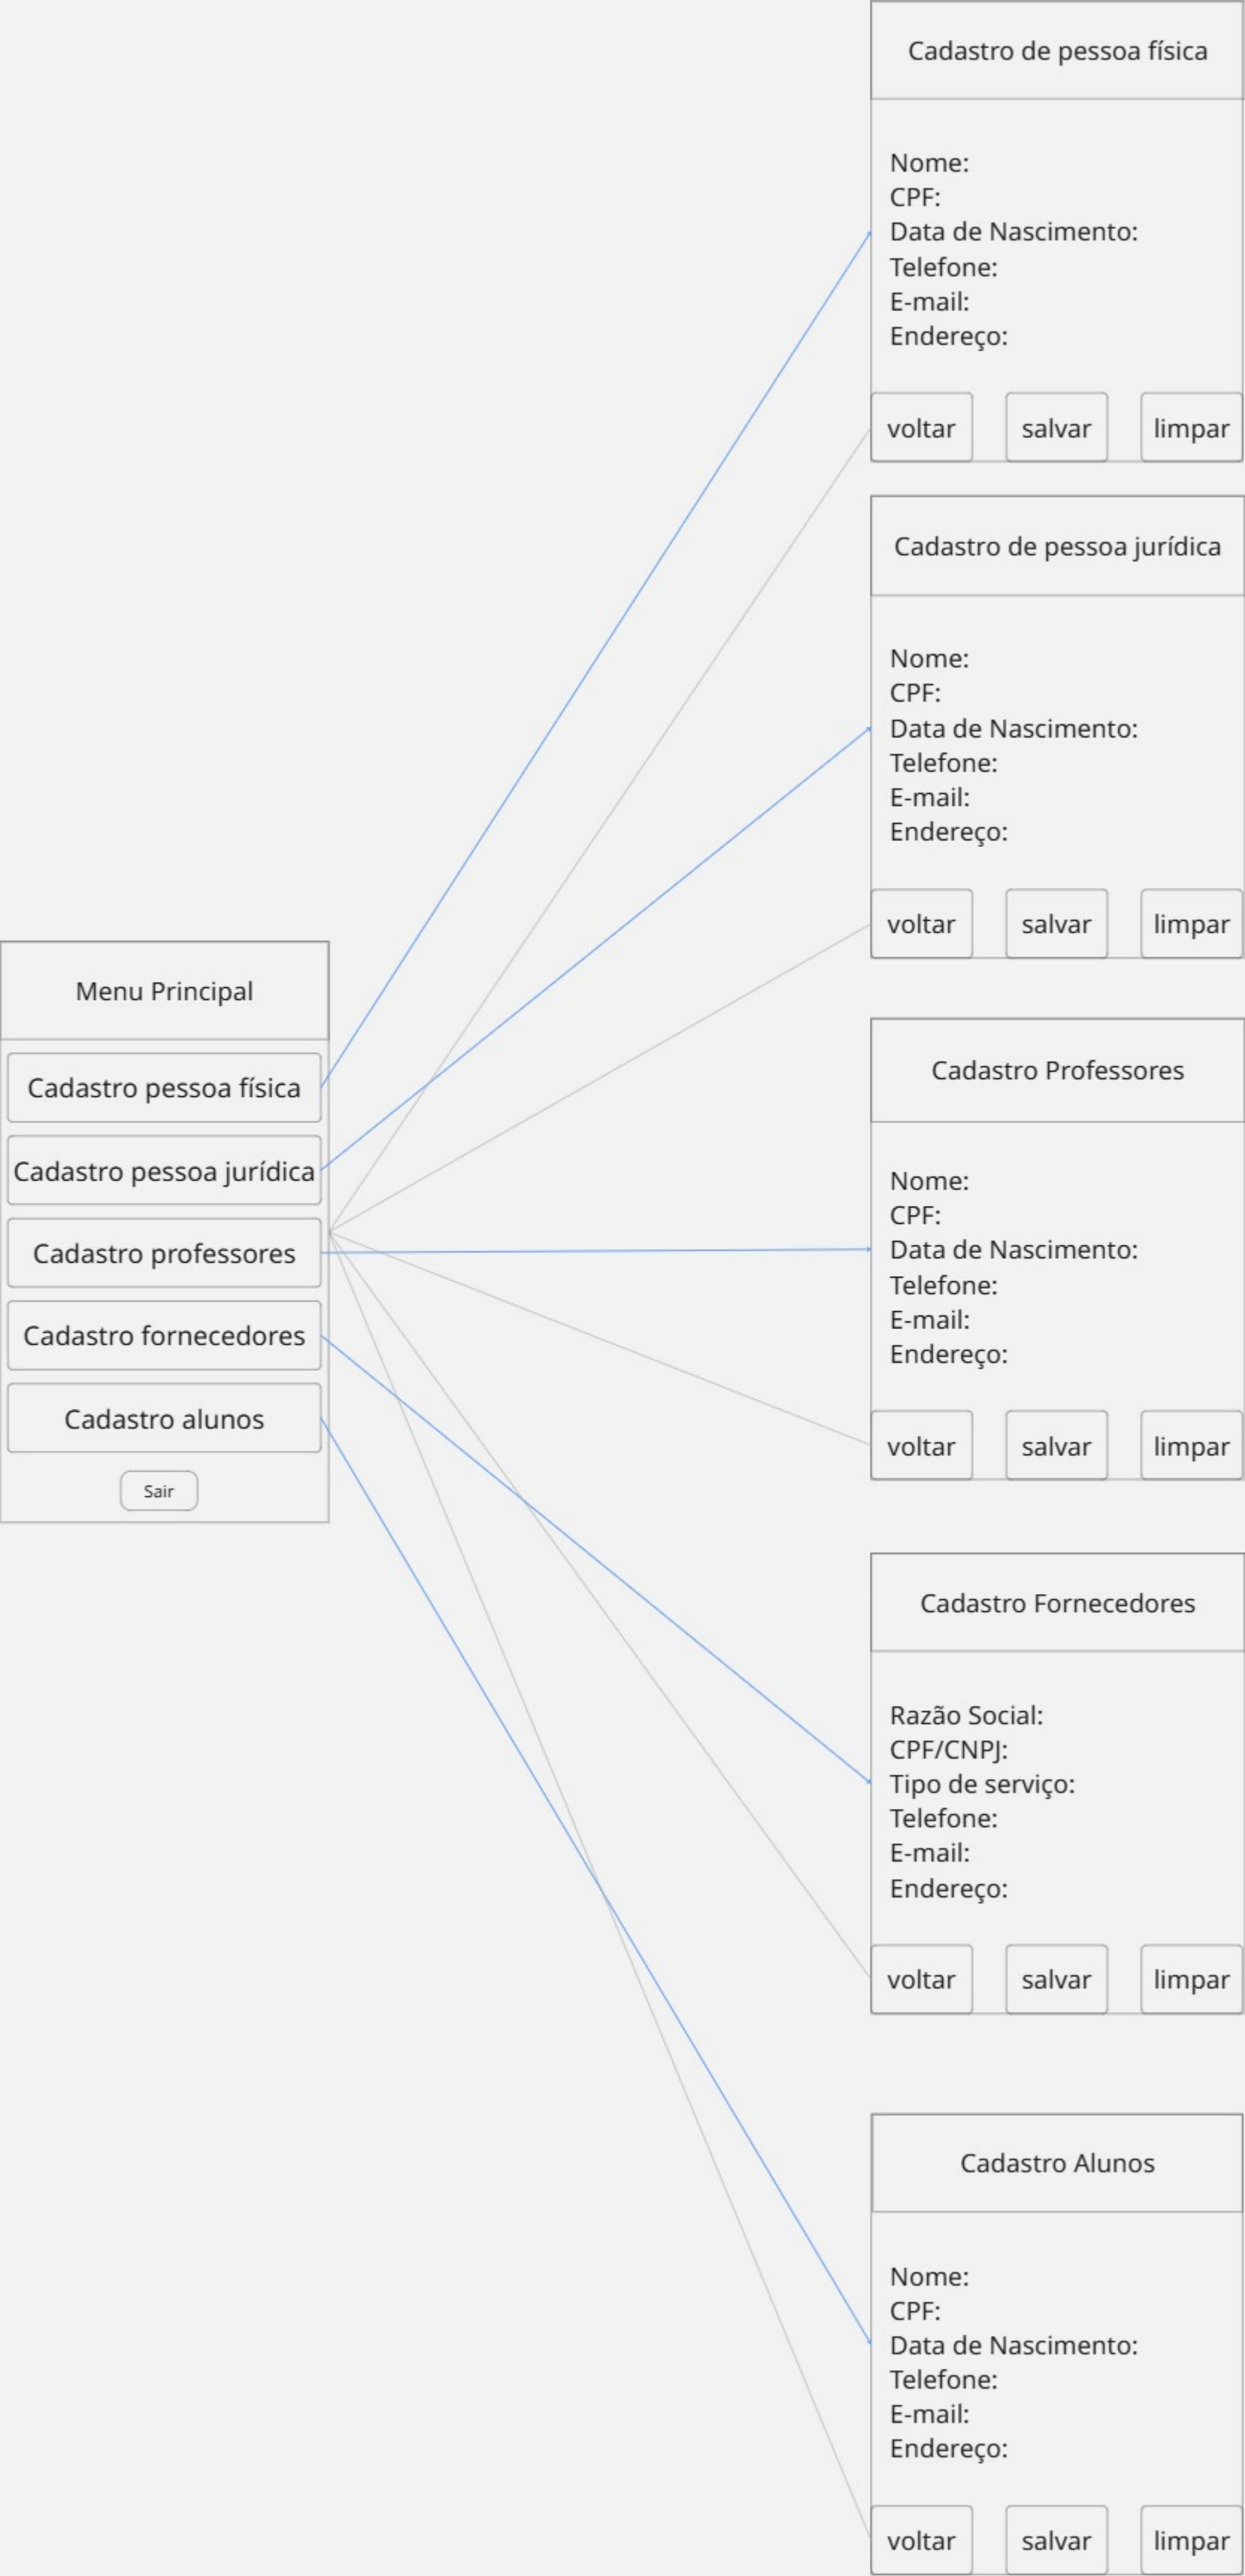 Menu Principal
Cadastro pessoa física
Cadastro pessoa jurídica
Cadastro professores
Cadastro fornecedores
Cadastro alunos
Sair
Cadastro de pessoa física
Nome:
CPF:
Data de Nascimento:
Telefone:
E-mail:
Endereço:
voltar salvar limpar
Cadastro de pessoa jurídica
Nome:
CPF:
Data de Nascimento:
Telefone:
E-mail:
Endereço:
voltar salvar limpar
Cadastro Professores
Nome:
CPF:
Data de Nascimento:
Telefone:
E-mail:
Endereço:
voltar salvar limpar
Cadastro Fornecedores
Razão Social:
CPF/CNPJ:
Tipo de serviço:
Telefone:
E-mail:
Endereço:
voltar salvar limpar
Cadastro Alunos
Nome:
CPF:
Data de Nascimento:
Telefone:
E-mail:
Endereço:
voltar salvar limpar